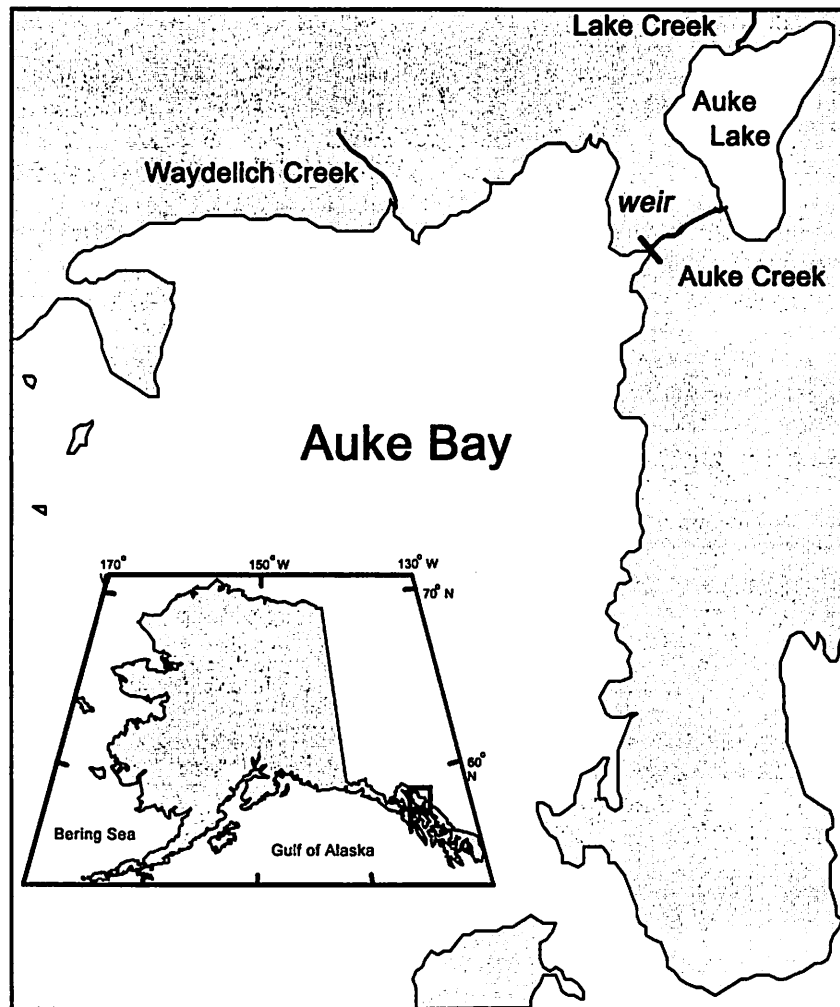 Lake Creek
Auke
Lake
Waydelich Creek
weir
Auke Creek
Auke Bay
170°
150° W
130° W
70° N
60°
N
Bering Sea
Gulf of Alaska